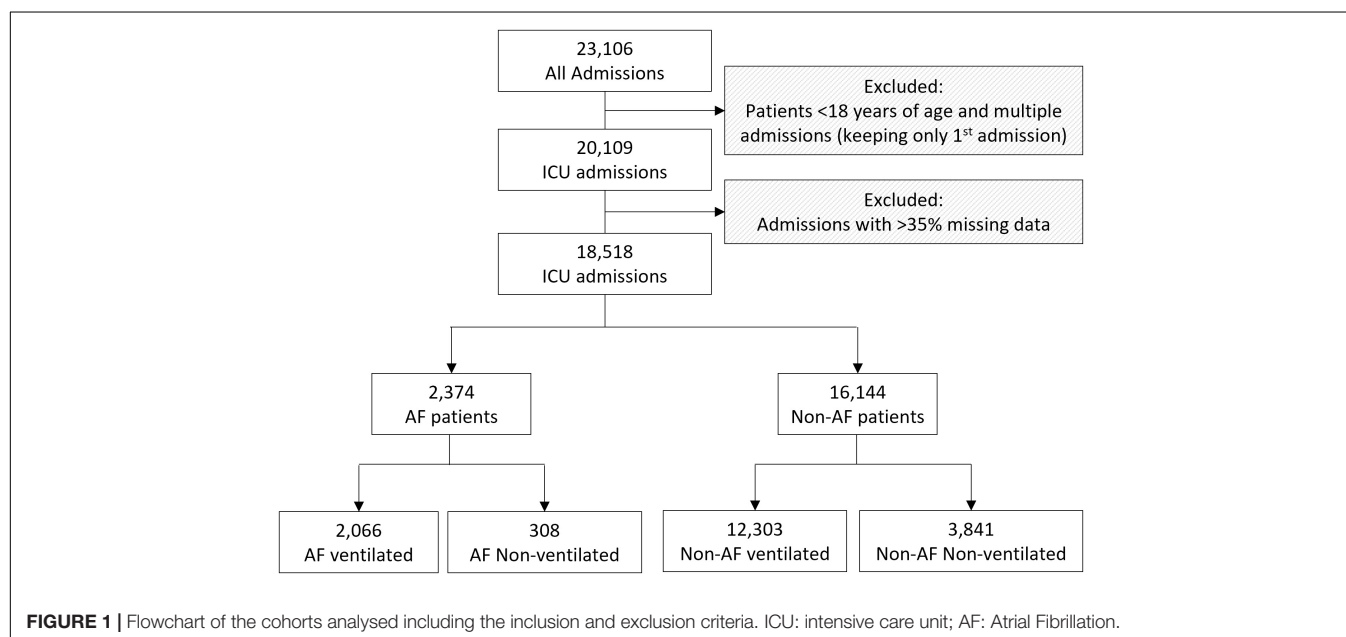 23,106
All Admissions
Excluded:
Patients <18 years of age and multiple
admissions (keeping only 1st admission)
20,109
ICU admissions
Excluded:
Admissions with >35% missing data
18,518
ICU admissions
2,374
AF patients
16,144
Non-AF patients
2,066
AF ventilated
308
AF Non-ventilated
12,303
Non-AF ventilated
3,841
Non-AF Non-ventilated
FIGURE 1 | Flowchart of the cohorts analysed including the inclusion and exclusion criteria. ICU: intensive care unit; AF: Atrial Fibrillation.